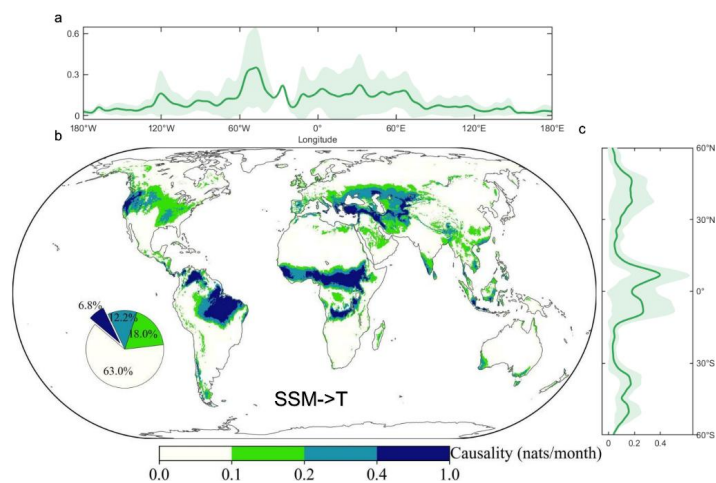 a
0.6
0.3
0
180°W 120°W 60°W 0° 60°E 120°E 180°E
Longitude
b
c
60°N
30°N
0°
30°S
60°S
0 0.2 0.4
6.8%
12.2%
18.0%
63.0%
SSM->T
Causality (nats/month)
0.0 0.1 0.2 0.4 1.0